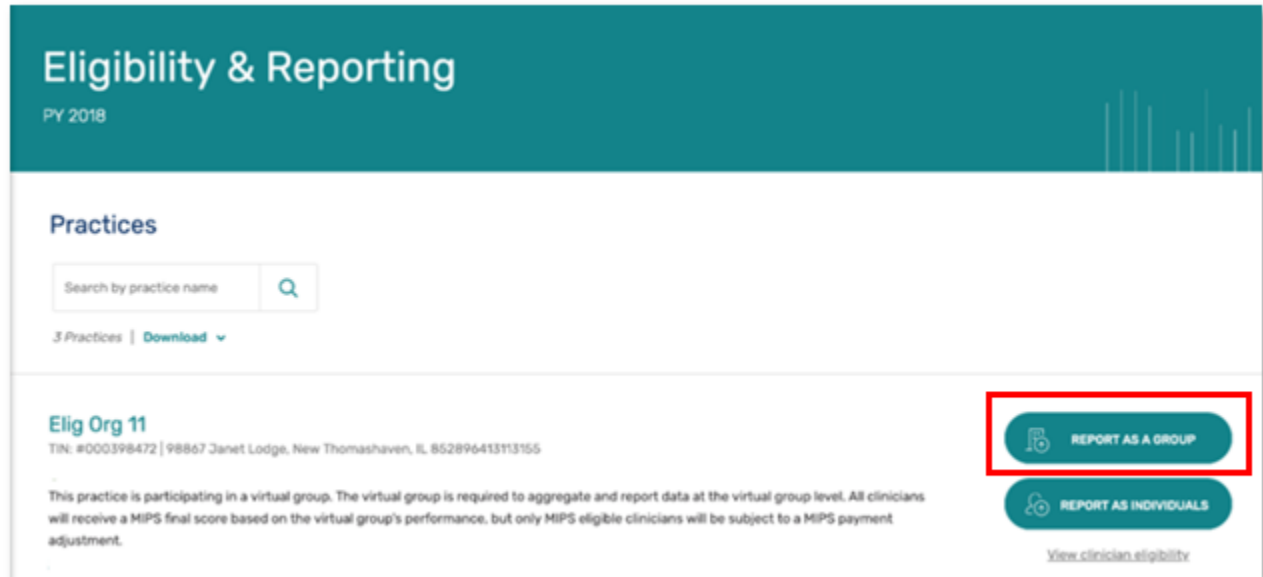 Eligibility & Reporting
PY 2018
Practices
Search by practice name
3 Practices | Download
Elig Org 11
TIN: #000398472 | 98867 Janet Lodge, New Thomashaven, IL 852896413113155
REPORT AS A GROUP
This practice is participating in a virtual group. The virtual group is required to aggregate and report data at the virtual group level. All clinicians
will receive a MIPS final score based on the virtual group's performance, but only MIPS eligible clinicians will be subject to a MIPS payment
adjustment.
REPORT AS INDIVIDUALS
View clinician eligibility